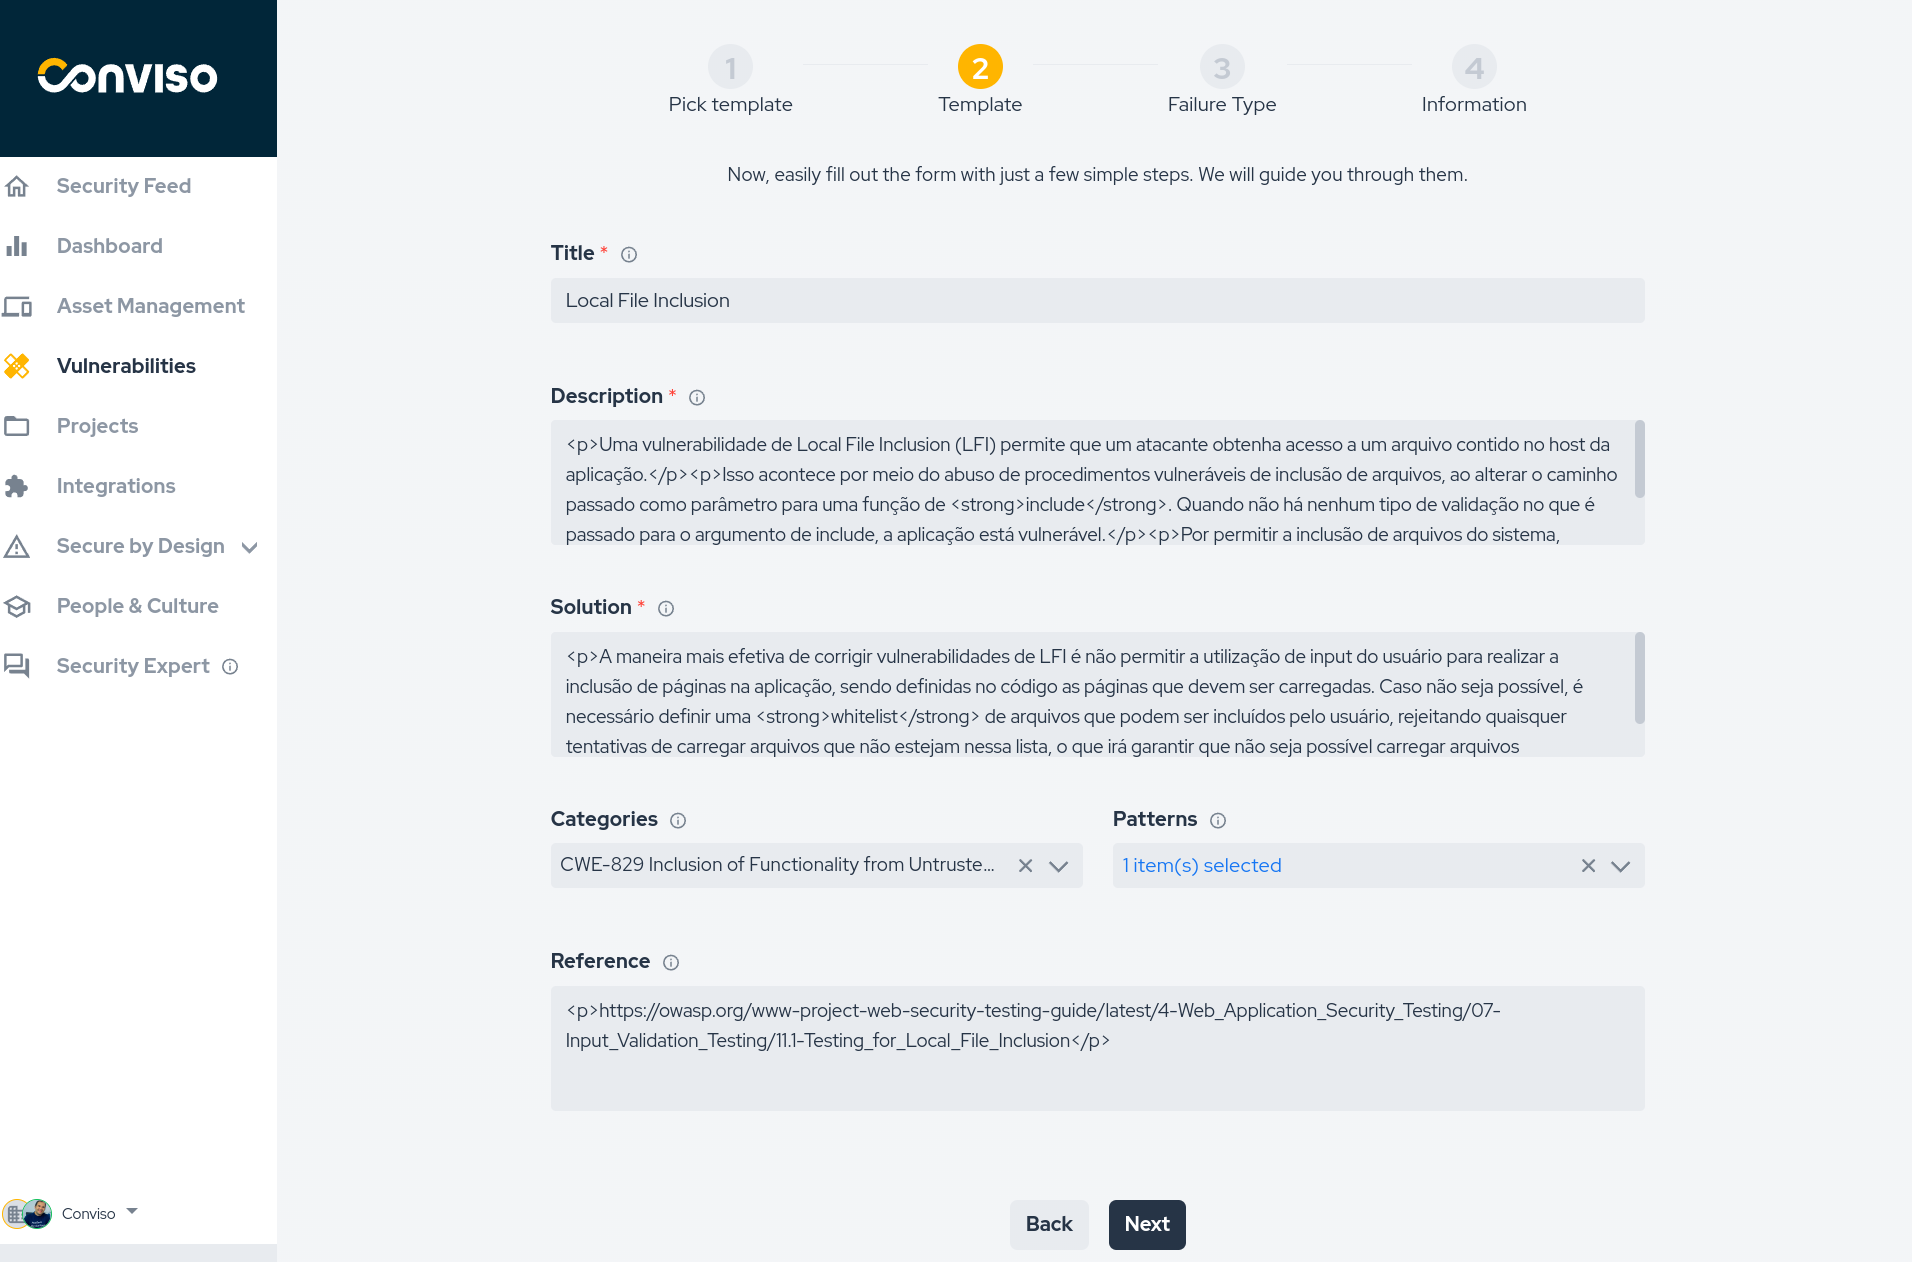 Conviso
Security Feed
Dashboard
Asset Management
Vulnerabilities
Projects
Integrations
Secure by Design
People & Culture
Security Expert
Conviso
1
Pick template
2
Template
3
Failure Type
4
Information
Now, easily fill out the form with just a few simple steps. We will guide you through them.
Title *
Local File Inclusion
Description *
<p>Uma vulnerabilidade de Local File Inclusion (LFI) permite que um atacante obtenha acesso a um arquivo contido no host da
aplicação.</p><p>Isso acontece por meio do abuso de procedimentos vulneráveis de inclusão de arquivos, ao alterar o caminho
passado como parâmetro para uma função de <strong>include</strong>. Quando não há nenhum tipo de validação no que é
passado para o argumento de include, a aplicação está vulnerável.</p><p>Por permitir a inclusão de arquivos do sistema,
Solution *
<p>A maneira mais efetiva de corrigir vulnerabilidades de LFI é não permitir a utilização de input do usuário para realizar a
inclusão de páginas na aplicação, sendo definidas no código as páginas que devem ser carregadas. Caso não seja possível, é
necessário definir uma <strong>whitelist</strong> de arquivos que podem ser incluídos pelo usuário, rejeitando quaisquer
tentativas de carregar arquivos que não estejam nessa lista, o que irá garantir que não seja possível carregar arquivos
Categories
CWE-829 Inclusion of Functionality from Untruste...
Patterns
1 item(s) selected
Reference
<p>https://owasp.org/www-project-web-security-testing-guide/latest/4-Web_Application_Security_Testing/07-
Input_Validation_Testing/11.1-Testing_for_Local_File_Inclusion</p>
Back
Next